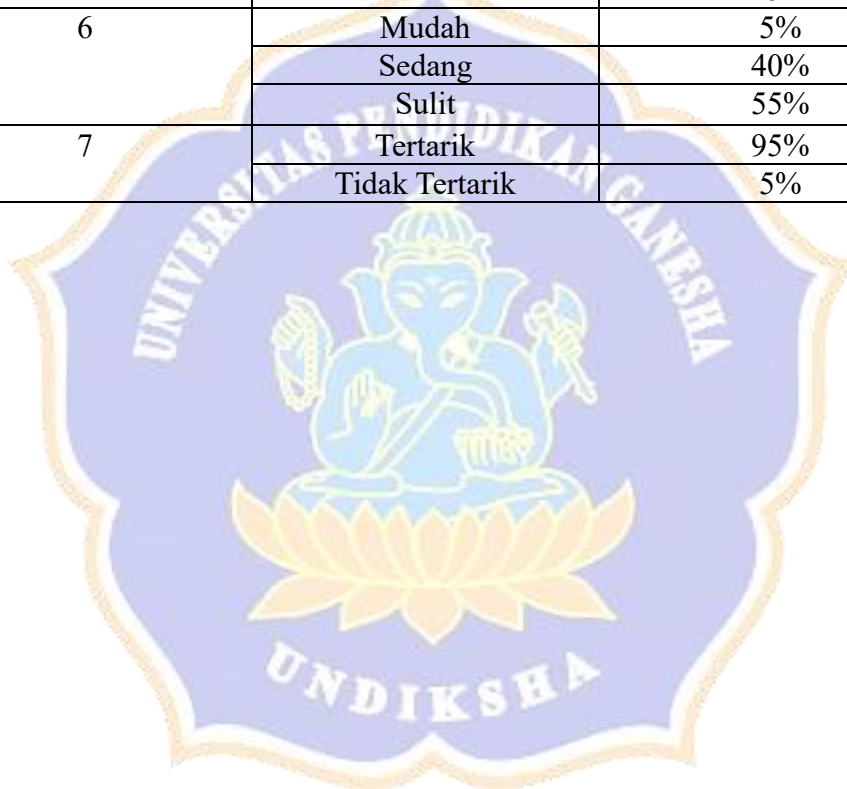 6 Mudah 5%
Sedang 40%
Sulit 55%
7 Tertarik 95%
Tidak Tertarik 5%
UNIVERSITAS PENDIDIKAN GANESHA
UNDIKSHA